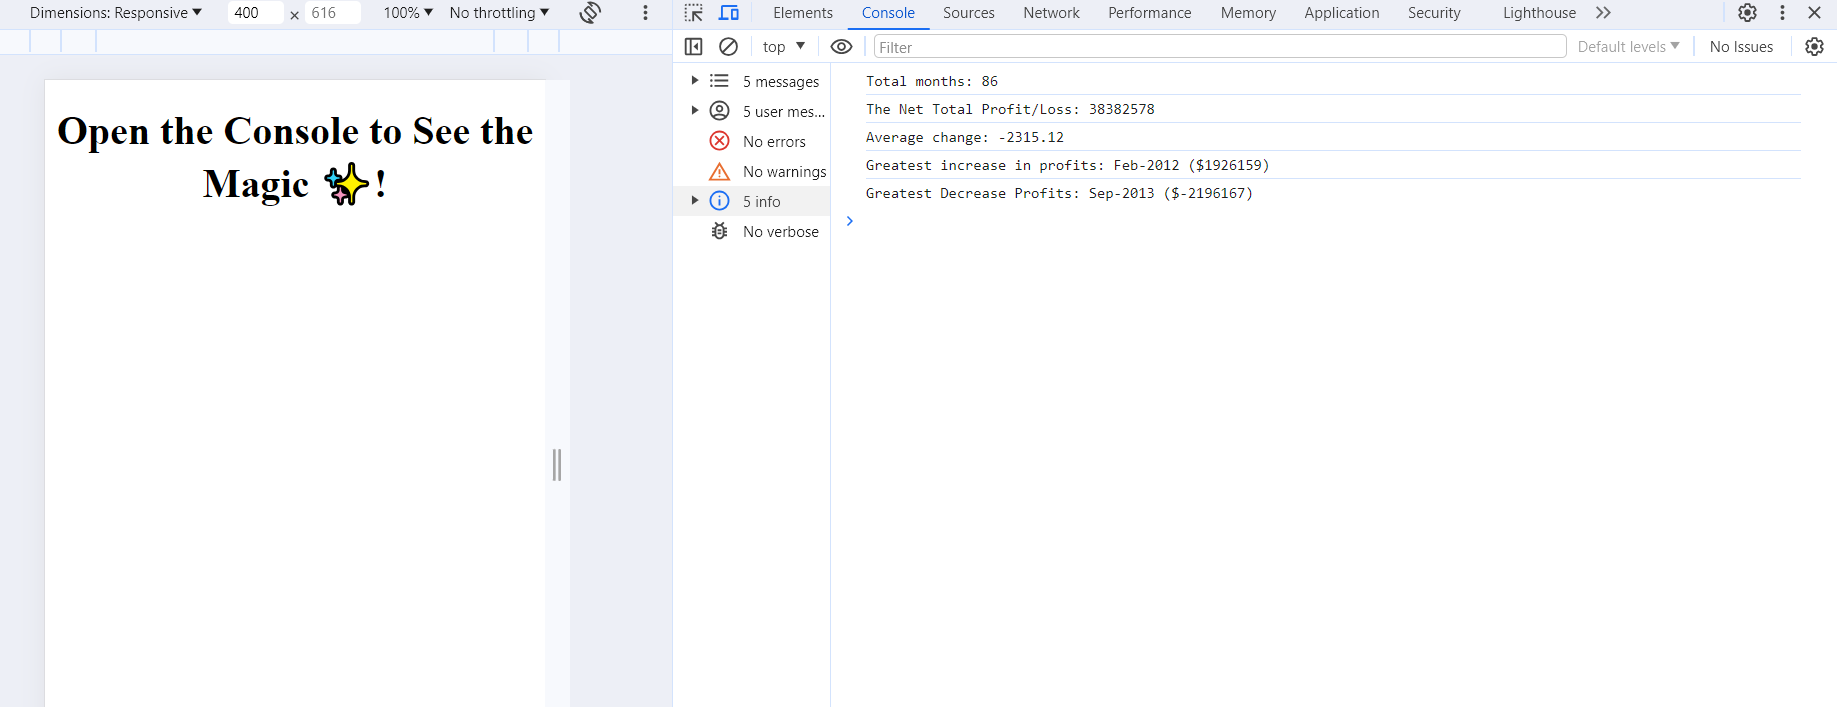 Dimensions: Responsive ▼ 400 × 616 100% ▼ No throttling ▼
Elements Console Sources Network Performance Memory Application Security Lighthouse
top ▼ Filter Default levels ▼ No Issues
Open the Console to See the
Magic ✨!
5 messages
5 user mes...
No errors
No warnings
5 info
No verbose
Total months: 86
The Net Total Profit/Loss: 38382578
Average change: -2315.12
Greatest increase in profits: Feb-2012 ($1926159)
Greatest Decrease Profits: Sep-2013 ($-2196167)